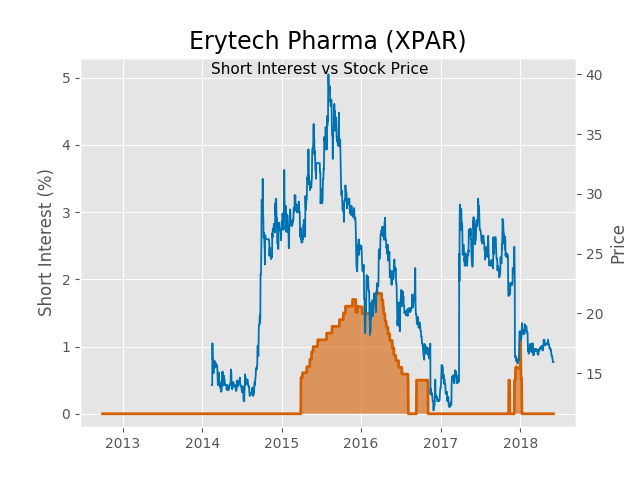 Erytech Pharma (XPAR)
Short Interest vs Stock Price
5
4
3
2
1
0
Short Interest (%)
40
35
30
25
20
15
Price
2013 2014 2015 2016 2017 2018